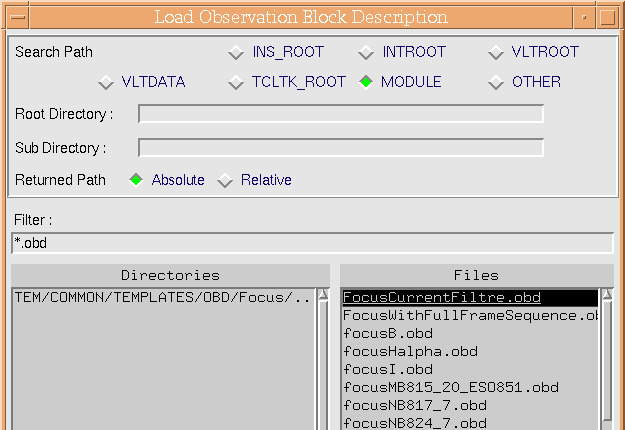 Load Observation Block Description
Search Path INS_ROOT INTROOT VLTROOT
VLTDATA TCLTK_ROOT MODULE OTHER
Root Directory :
Sub Directory :
Returned Path Absolute Relative
Filter :
*.obd
Directories Files
TEM/COMMON/TEMPLATES/OBD/Focus/.. FocusCurrentFiltre.obd
FocusWithFullFrameSequence.ob
focusB.obd
focusHalpha.obd
focusI.obd
focusMB815_20_ESO851.obd
focusNB817_7.obd
focusNB824_7.obd